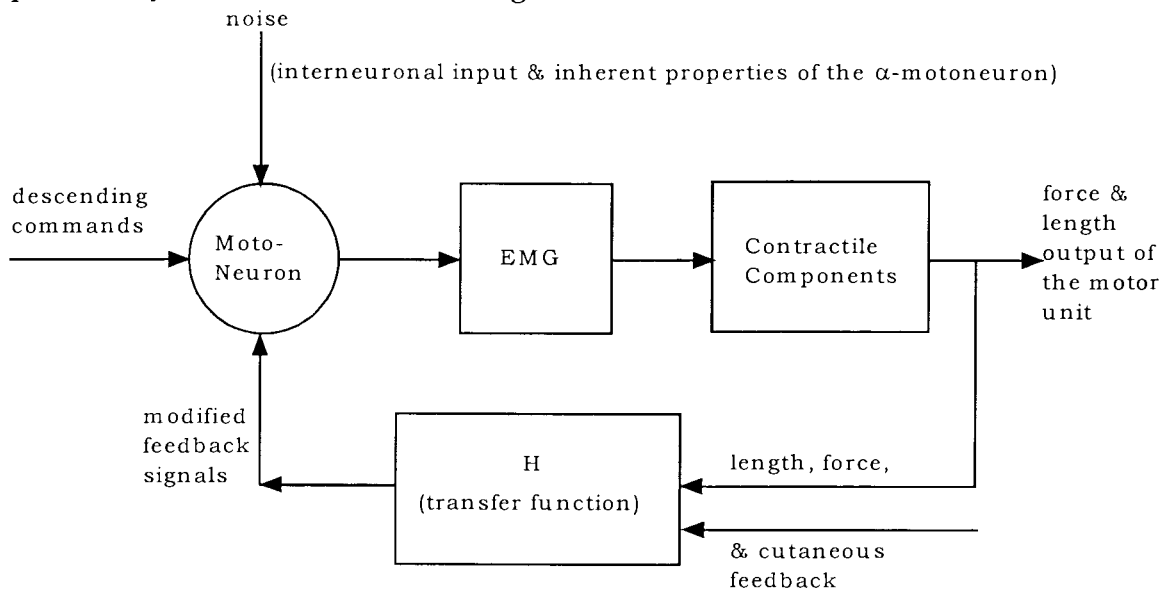 noise
(interneuronal input & inherent properties of the α-motoneuron)
descending
commands
Moto-
Neuron
EMG
Contractile
Components
force &
length
output of
the motor
unit
modified
feedback
signals
H
(transfer function)
length, force,
& cutaneous
feedback